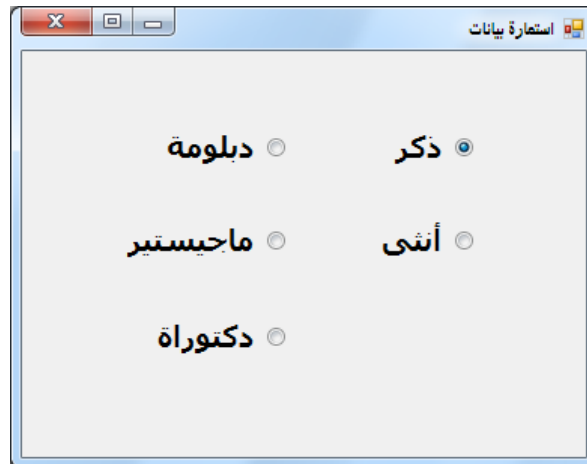 استمارة بيانات
ذكر
دبلومة
أنثى
ماجيستير
دكتوراة